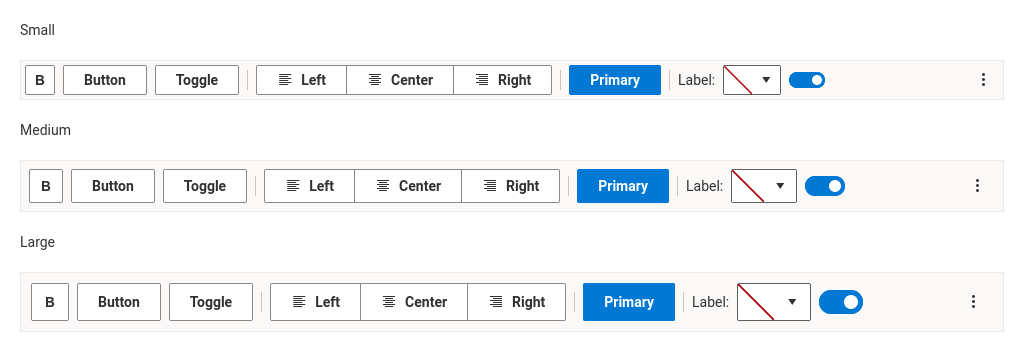 Small
B Button Toggle Left Center Right Primary Label:
Medium
B Button Toggle Left Center Right Primary Label:
Large
B Button Toggle Left Center Right Primary Label: